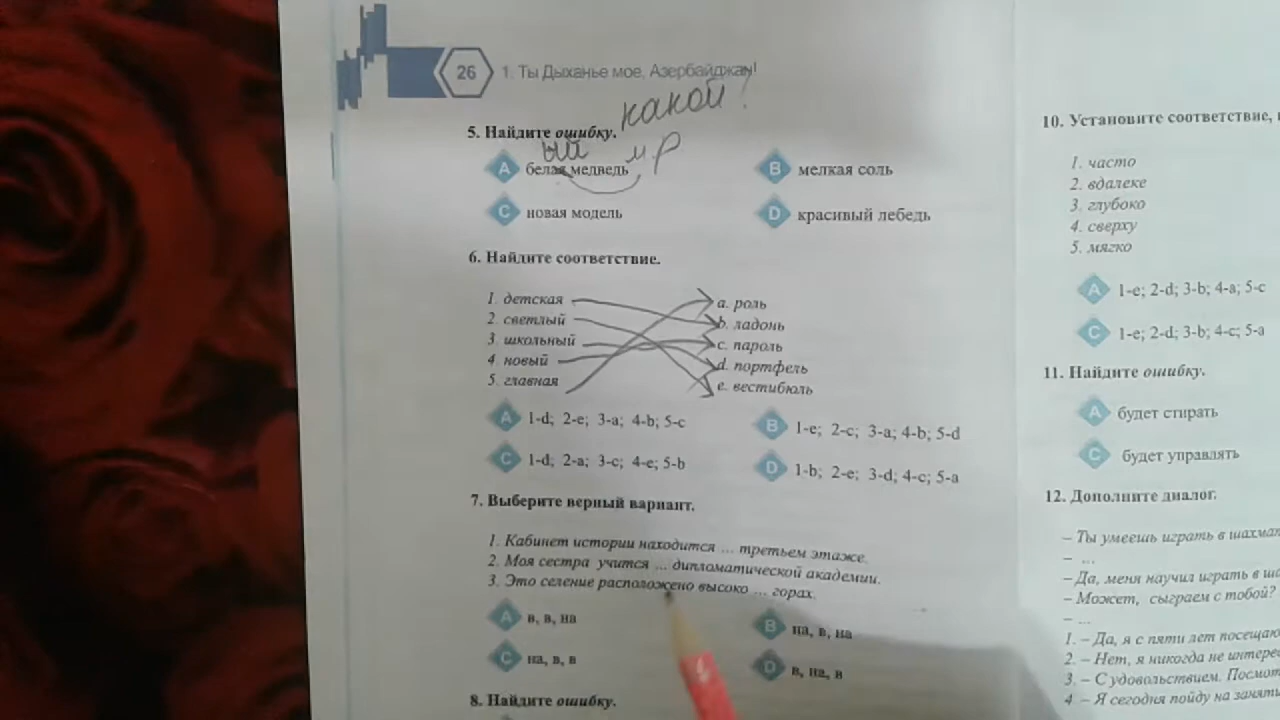 26
1. Ты Дыханье мое, Азербайджан!
какой?
5. Найдите ошибку.
ый м р
A белая медведь
B мелкая соль
C новая модель
D красивый лебедь
6. Найдите соответствие.
1. детская
2. светлый
3. школьный
4. новый
5. главная
a. роль
b. ладонь
c. пароль
d. портфель
e. вестибюль
A 1-d; 2-e; 3-a; 4-b; 5-c
B 1-e; 2-c; 3-a; 4-b; 5-d
C 1-d; 2-a; 3-c; 4-e; 5-b
D 1-b; 2-e; 3-d; 4-c; 5-a
7. Выберите верный вариант.
1. Кабинет истории находится ... третьем этаже.
2. Моя сестра учится ... дипломатической академии.
3. Это селение расположено высоко ... горах.
A в, в, на
B на, в, на
C на, в, в
D в, на, в
8. Найдите ошибку.
10. Установите соответствие,
1. часто
2. вдалеке
3. глубоко
4. сверху
5. мягко
A 1-e; 2-d; 3-b; 4-a; 5-c
C 1-e; 2-d; 3-b; 4-c; 5-a
11. Найдите ошибку.
A будет стирать
C будет управлять
12. Дополните диалог.
– Ты умеешь играть в
– ...
– Да, меня научил играть в
– Может, сыграем с тобой?
– ...
1. – Да, я с пяти лет
2. – Нет, я никогда не
3. – С удовольствием.
4 – Я сегодня пойду на